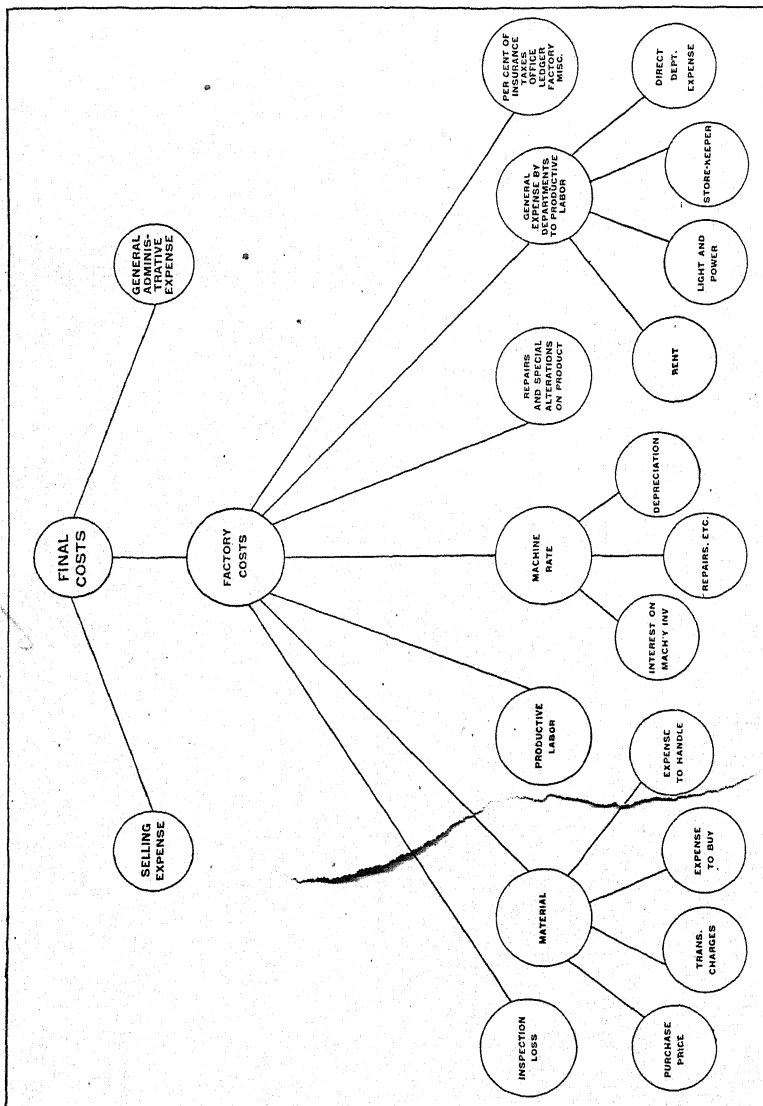 FINAL
COSTS
SELLING
EXPENSE
GENERAL
ADMINIS-
TRATIVE
EXPENSE
FACTORY
COSTS
INSPECTION
LOSS
MATERIAL
PRODUCTIVE
LABOR
MACHINE
RATE
REPAIRS
AND SPECIAL
ALTERATIONS
ON PRODUCT
GENERAL
EXPENSE BY
DEPARTMENTS
TO PRODUCTIVE
LABOR
PER CENT OF
INSURANCE
TAXES
OFFICE
LEDGER
FACTORY
MISC.
PURCHASE
PRICE
TRANS.
CHARGES
EXPENSE
TO BUY
EXPENSE
TO HANDLE
INTEREST ON
MACH'Y INV
REPAIRS, ETC.
DEPRECIATION
RENT
LIGHT AND
POWER
STORE-KEEPER
DIRECT
DEPT.
EXPENSE